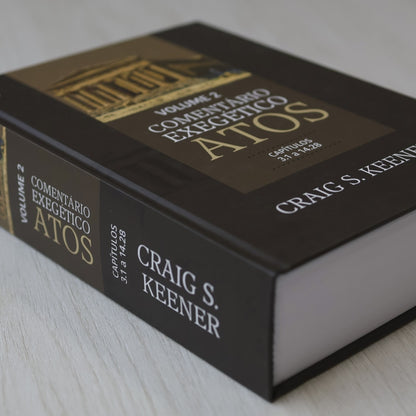 VOLUME 2
COMENTÁRIO
EXEGÉTICO
ATOS
CAPÍTULOS
3.1 a 14.28
CRAIG S. KEENER
VOLUME 2
COMENTÁRIO
EXEGÉTICO
ATOS
CAPÍTULOS
3.1 a 14.28
CRAIG S.
KEENER